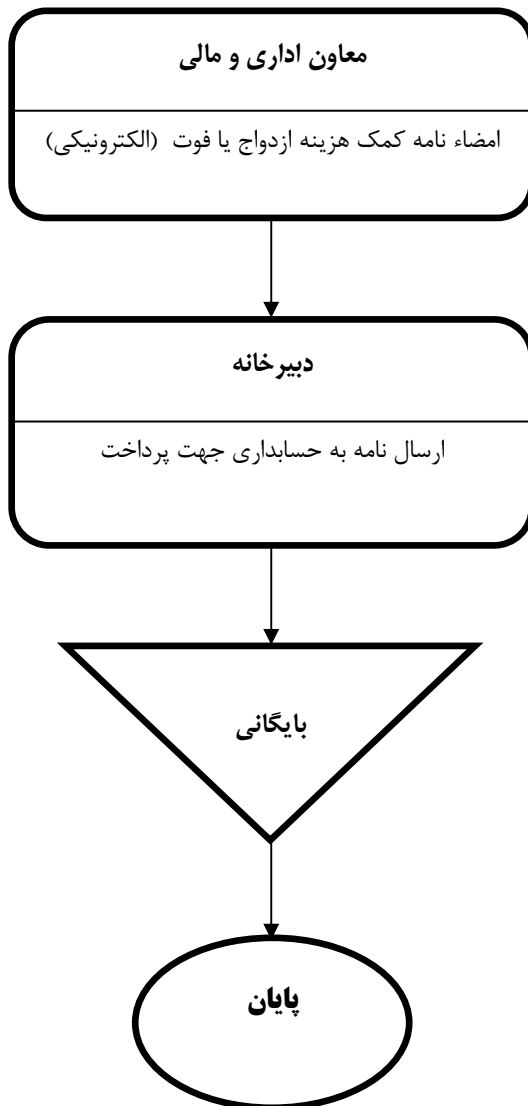 معاون اداری و مالی
امضاء نامه کمک هزینه ازدواج یا فوت (الکترونیکی)
دبیرخانه
ارسال نامه به حسابداری جهت پرداخت
بایگانی
پایان